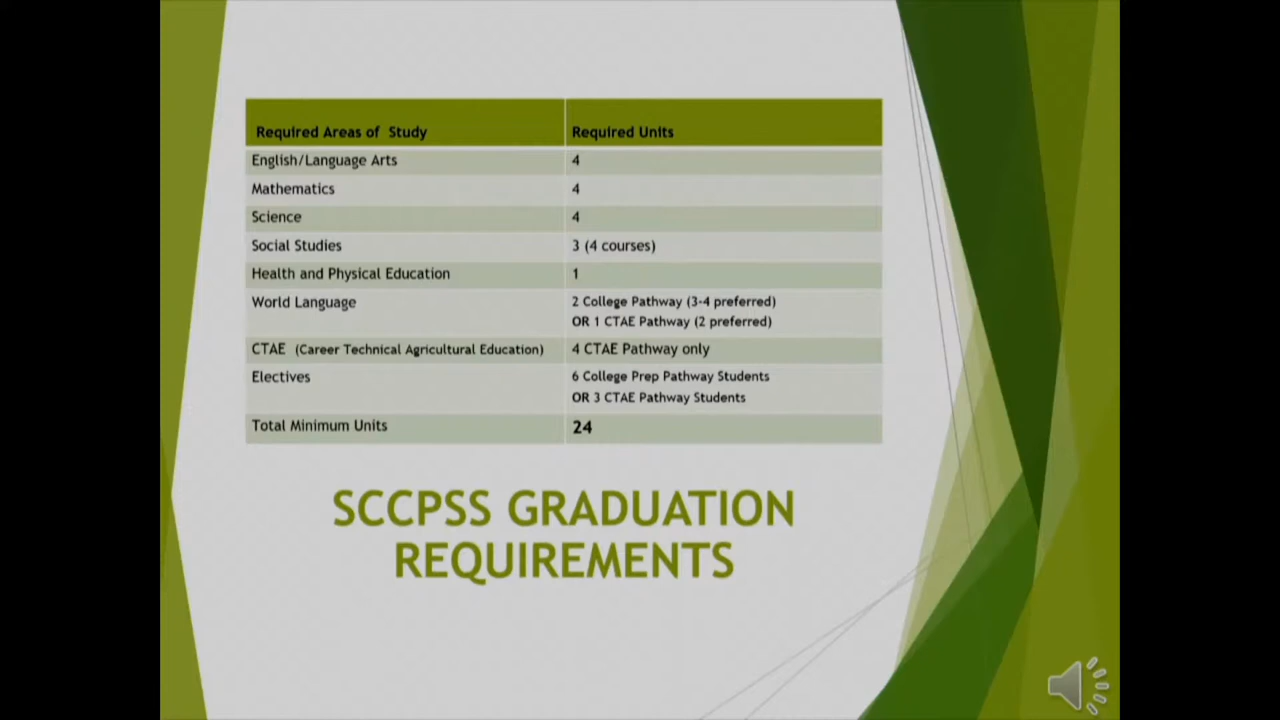 Required Areas of Study Required Units
English/Language Arts 4
Mathematics 4
Science 4
Social Studies 3 (4 courses)
Health and Physical Education 1
World Language 2 College Pathway (3-4 preferred)
OR 1 CTAE Pathway (2 preferred)
CTAE (Career Technical Agricultural Education) 4 CTAE Pathway only
Electives 6 College Prep Pathway Students
OR 3 CTAE Pathway Students
Total Minimum Units 24
SCCPSS GRADUATION
REQUIREMENTS